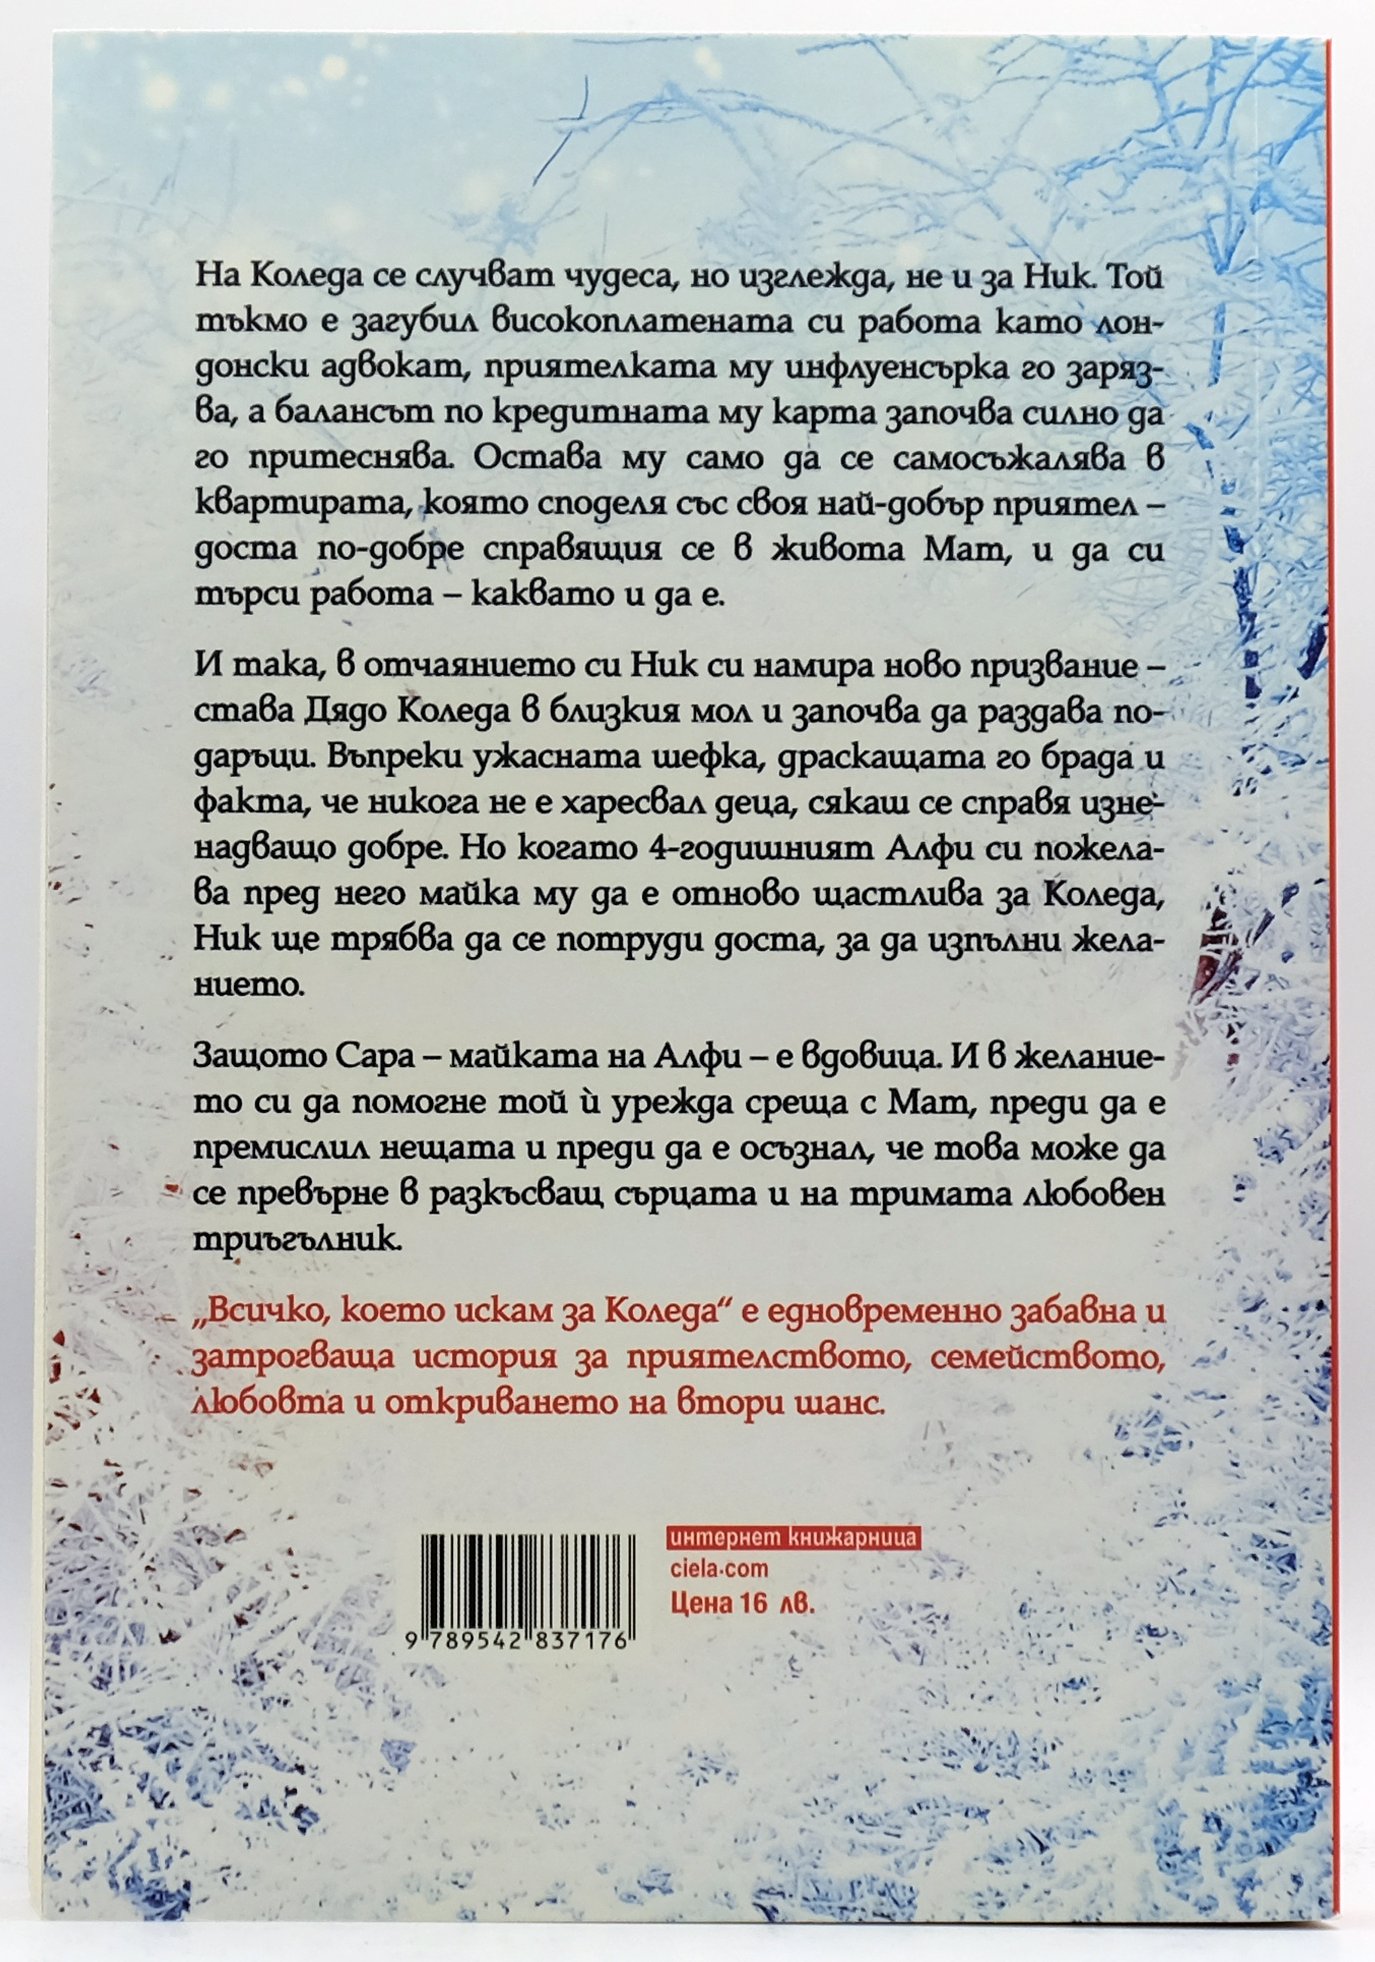 На Коледа се случват чудеса, но изглежда, не и за Ник. Той
тъкмо е загубил високоплатената си работа като лон-
донски адвокат, приятелката му инфлуенсърка го заряз-
ва, а балансът по кредитната му карта започва силно да
го притеснява. Остава му само да се самосъжалява в
квартирата, която споделя със своя най-добър приятел –
доста по-добре справящия се в живота Мат, и да си
търси работа – каквато и да е.
И така, в отчаянието си Ник си намира ново призвание –
става Дядо Коледа в близкия мол и започва да раздава по-
даръци. Въпреки ужасната шефка, драскащата го брада и
факта, че никога не е харесвал деца, сякаш се справя изне-
надващо добре. Но когато 4-годишният Алфи си пожела-
ва пред него майка му да е отново щастлива за Коледа,
Ник ще трябва да се потруди доста, за да изпълни жела-
нието.
Защото Сара – майката на Алфи – е вдовица. И в желание-
то си да помогне той ѝ урежда среща с Мат, преди да е
премислил нещата и преди да е осъзнал, че това може да
се превърне в разкъсващ сърцата и на тримата любовен
триъгълник.
„Всичко, което искам за Коледа“ е едновременно забавна и
затрогваща история за приятелството, семейството,
любовта и откриването на втори шанс.
интернет книжарница
ciela.com
Цена 16 лв.
9 789542 837176